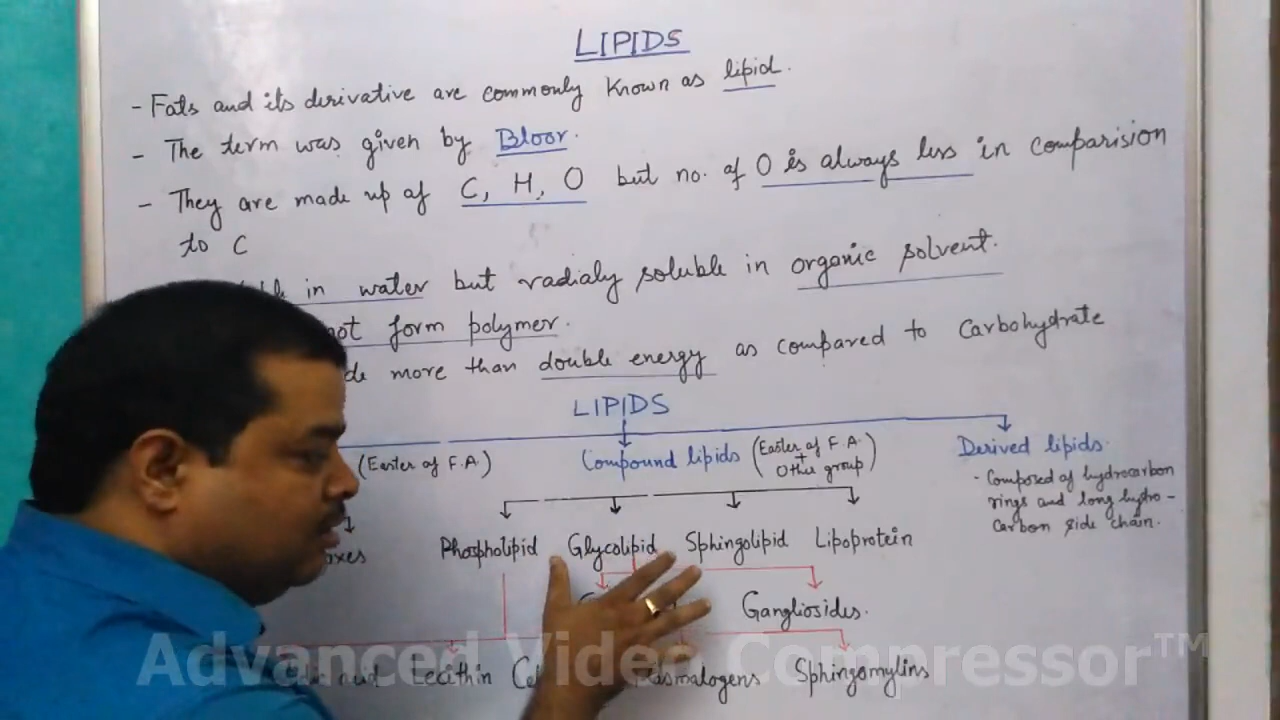 LIPIDS
- Fats and its derivative are commonly known as lipid.
- The term was given by Bloor.
- They are made up of C, H, O but no. of O is always less in comparision
to C
in water but radialy soluble in organic solvent.
not form polymer.
more than double energy as compared to Carbohydrate
LIPIDS
(Easter of F.A.) Compound lipids (Easter of F.A. + Other group) Derived lipids.
· Composed of hydrocarbon
rings and long hydro-
carbon side chain.
Phospholipid Glycolipid Sphingolipid Lipoprotein
Gangliosides.
Lecithin Sphingomylins
Advanced Video Compressor™